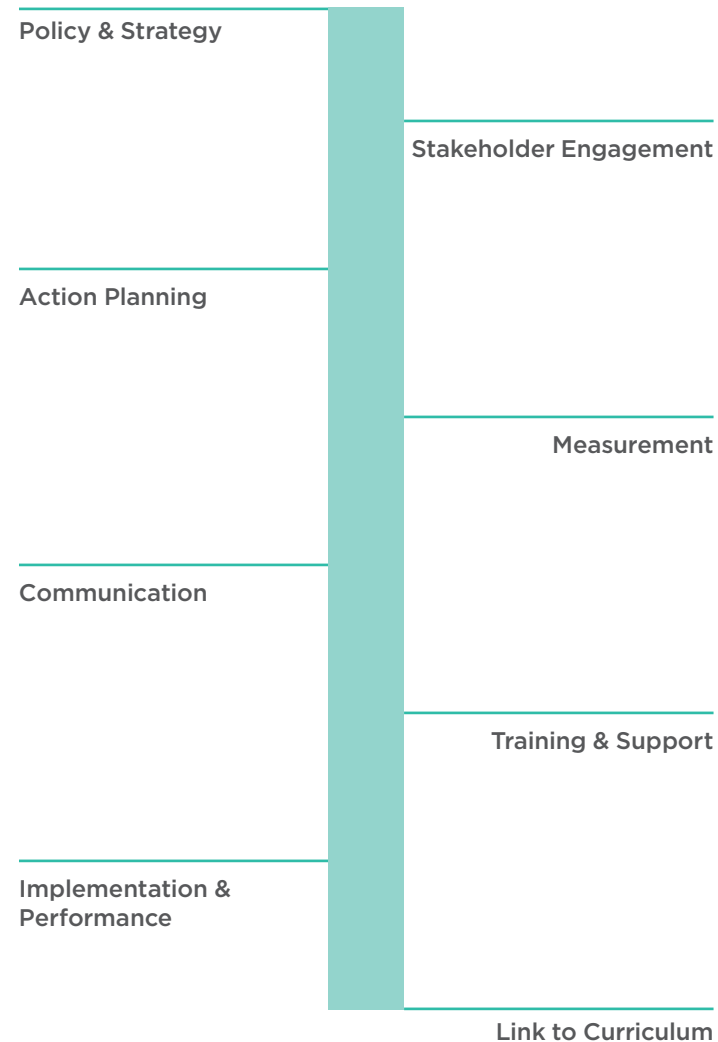 Policy & Strategy
Stakeholder Engagement
Action Planning
Measurement
Communication
Training & Support
Implementation &
Performance
Link to Curriculum